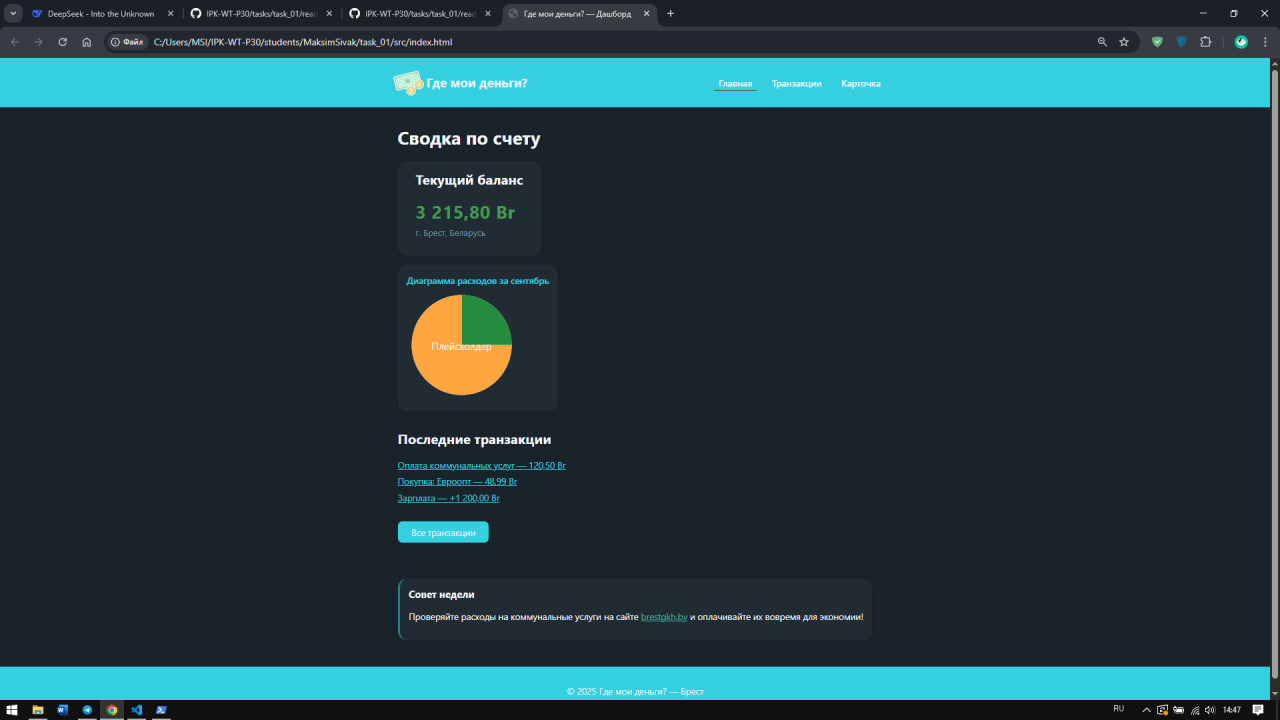 DeepSeek - Into the Unknown
IPK-WT-P30/tasks/task_01/read
IPK-WT-P30/tasks/task_01/read
Где мои деньги? — Дашборд
Файл
C:/Users/MSI/IPK-WT-P30/students/MaksimSivak/task_01/src/index.html
Где мои деньги?
Главная
Транзакции
Карточка
Сводка по счету
Текущий баланс
3 215,80 Br
г. Брест, Беларусь
Диаграмма расходов за сентябрь
Плейсхолдер
Последние транзакции
Оплата коммунальных услуг — 120,50 Br
Покупка: Евроопт — 48,99 Br
Зарплата — +1 200,00 Br
Все транзакции
Совет недели
Проверяйте расходы на коммунальные услуги на сайте brestgkh.by и оплачивайте их вовремя для экономии!
© 2025 Где мои деньги? — Брест
RU
14:47